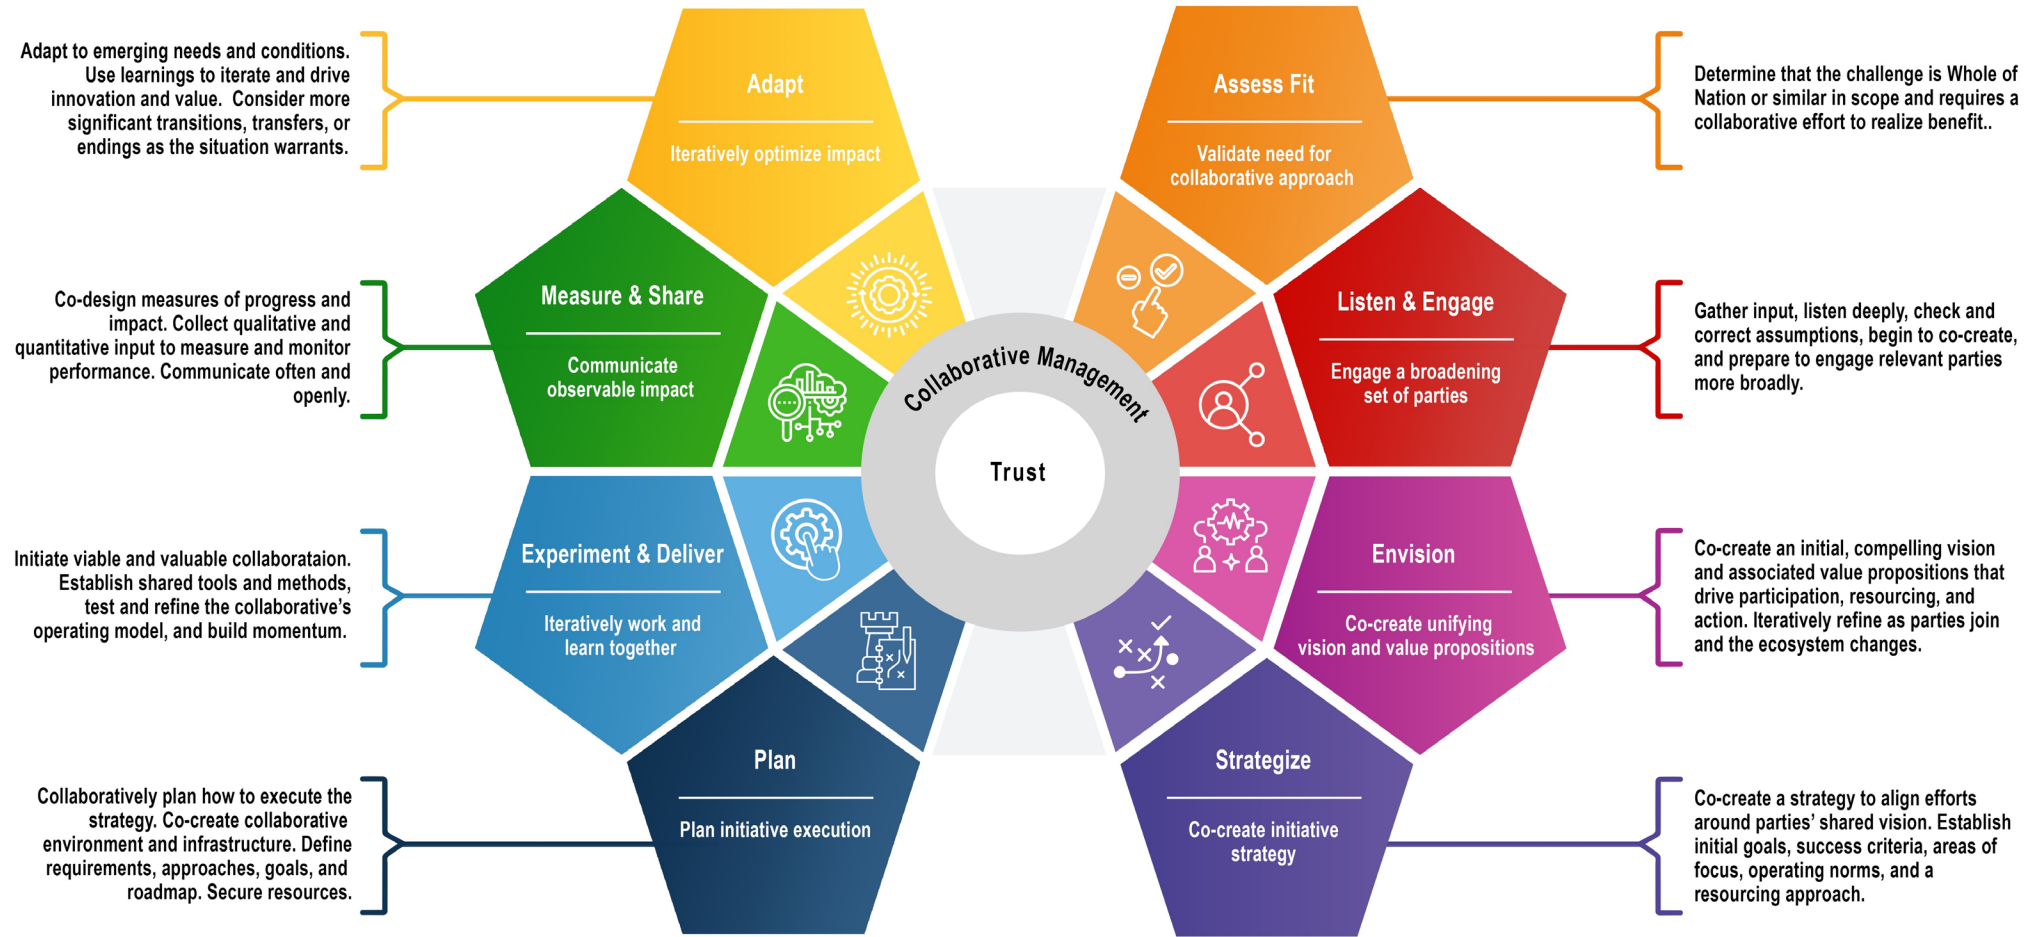 Adapt to emerging needs and conditions.
Use learnings to iterate and drive
innovation and value. Consider more
significant transitions, transfers, or
endings as the situation warrants.
Adapt
Iteratively optimize impact
Assess Fit
Validate need for
collaborative approach
Determine that the challenge is Whole of
Nation or similar in scope and requires a
collaborative effort to realize benefit..
Co-design measures of progress and
impact. Collect qualitative and
quantitative input to measure and monitor
performance. Communicate often and
openly.
Measure & Share
Communicate
observable impact
Collaborative Management
Trust
Listen & Engage
Engage a broadening
set of parties
Gather input, listen deeply, check and
correct assumptions, begin to co-create,
and prepare to engage relevant parties
more broadly.
Initiate viable and valuable collaborataion.
Establish shared tools and methods,
test and refine the collaborative’s
operating model, and build momentum.
Experiment & Deliver
Iteratively work and
learn together
Envision
Co-create unifying
vision and value propositions
Co-create an initial, compelling vision
and associated value propositions that
drive participation, resourcing, and
action. Iteratively refine as parties join
and the ecosystem changes.
Collaboratively plan how to execute the
strategy. Co-create collaborative
environment and infrastructure. Define
requirements, approaches, goals, and
roadmap. Secure resources.
Plan
Plan initiative execution
Strategize
Co-create initiative
strategy
Co-create a strategy to align efforts
around parties’ shared vision. Establish
initial goals, success criteria, areas of
focus, operating norms, and a
resourcing approach.